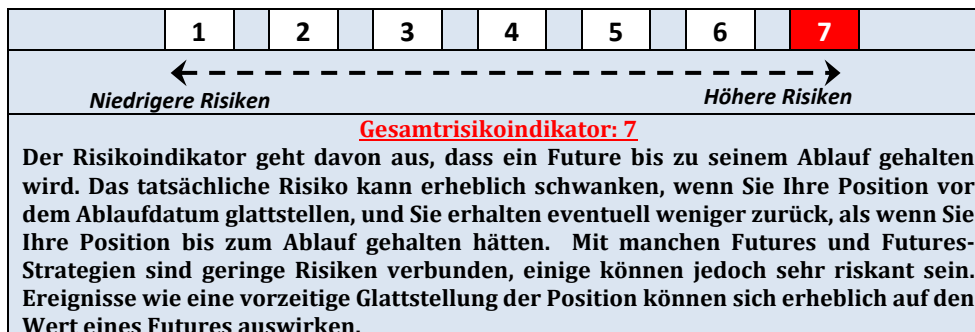 1 2 3 4 5 6 7
Niedrigere Risiken Höhere Risiken
Gesamtrisikoindikator: 7
Der Risikoindikator geht davon aus, dass ein Future bis zu seinem Ablauf gehalten
wird. Das tatsächliche Risiko kann erheblich schwanken, wenn Sie Ihre Position vor
dem Ablaufdatum glattstellen, und Sie erhalten eventuell weniger zurück, als wenn Sie
Ihre Position bis zum Ablauf gehalten hätten. Mit manchen Futures und Futures-
Strategien sind geringe Risiken verbunden, einige können jedoch sehr riskant sein.
Ereignisse wie eine vorzeitige Glattstellung der Position können sich erheblich auf den
Wert eines Futures auswirken.